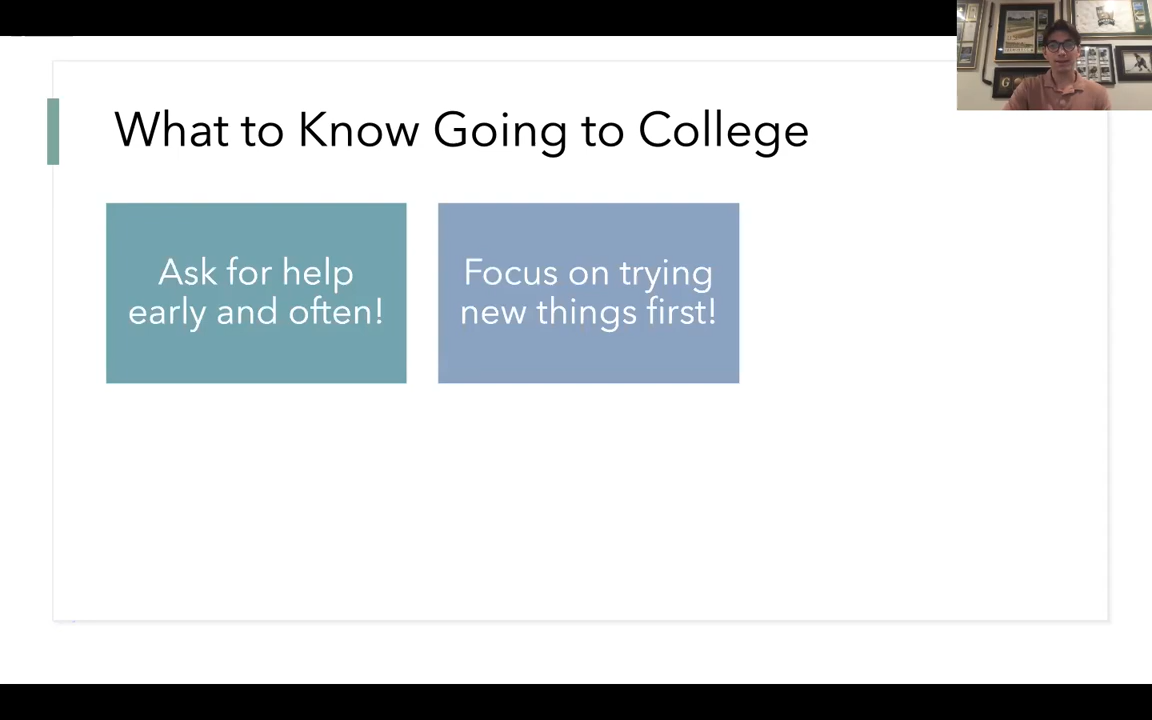 What to Know Going to College
Ask for help
early and often!
Focus on trying
new things first!